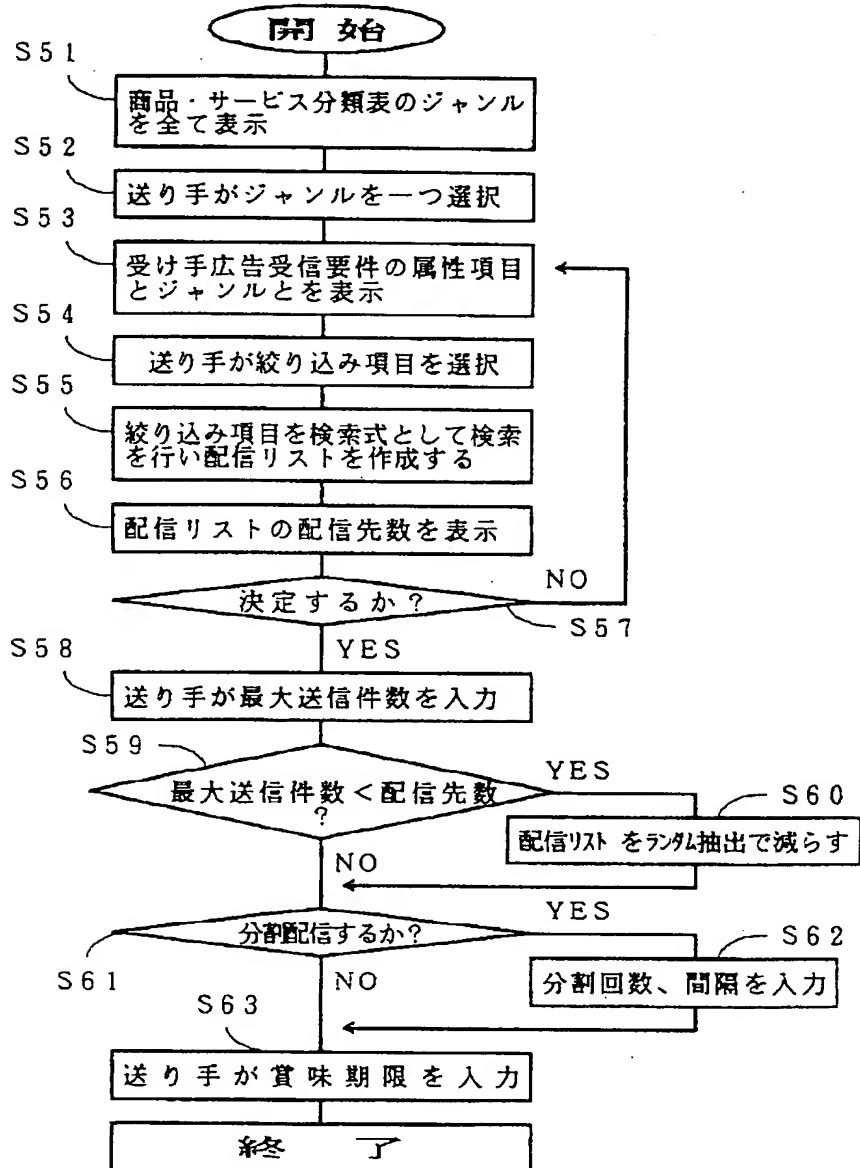 開 始
S51
商品・サービス分類表のジャンル
を全て表示
S52
送り手がジャンルを一つ選択
S53
受け手広告受信要件の属性項目
とジャンルとを表示
S54
送り手が絞り込み項目を選択
S55
絞り込み項目を検索式として検索
を行い配信リストを作成する
S56
配信リストの配信先数を表示
決定するか?
NO
S57
YES
S58
送り手が最大送信件数を入力
S59
最大送信件数<配信先数
?
YES
S60
配信リスト をランダム抽出で減らす
NO
分割配信するか?
YES
S61
S62
分割回数、間隔を入力
NO
S63
送り手が賞味期限を入力
終 了